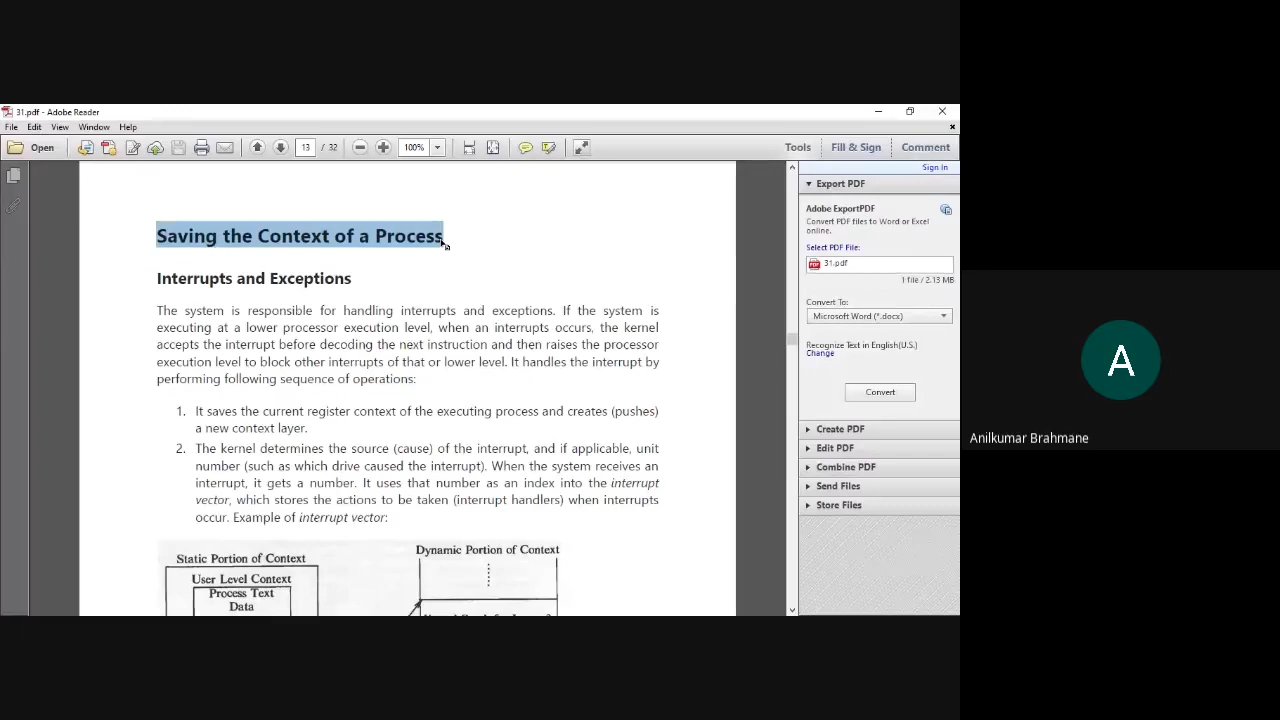 31.pdf - Adobe Reader
File Edit View Window Help
Open 13 / 32 100% Tools Fill & Sign Comment
Sign In
Export PDF
Adobe ExportPDF
Convert PDF files to Word or Excel
online.
Select PDF File:
31.pdf
1 file / 2.13 MB
Convert To:
Microsoft Word (*.docx)
Recognize Text in English(U.S.)
Change
Convert
Create PDF
Edit PDF
Combine PDF
Send Files
Store Files
Saving the Context of a Process
Interrupts and Exceptions
The system is responsible for handling interrupts and exceptions. If the system is
executing at a lower processor execution level, when an interrupts occurs, the kernel
accepts the interrupt before decoding the next instruction and then raises the processor
execution level to block other interrupts of that or lower level. It handles the interrupt by
performing following sequence of operations:
1. It saves the current register context of the executing process and creates (pushes)
a new context layer.
2. The kernel determines the source (cause) of the interrupt, and if applicable, unit
number (such as which drive caused the interrupt). When the system receives an
interrupt, it gets a number. It uses that number as an index into the interrupt
vector, which stores the actions to be taken (interrupt handlers) when interrupts
occur. Example of interrupt vector:
Static Portion of Context
User Level Context
Process Text
Data
Dynamic Portion of Context
A
Anilkumar Brahmane